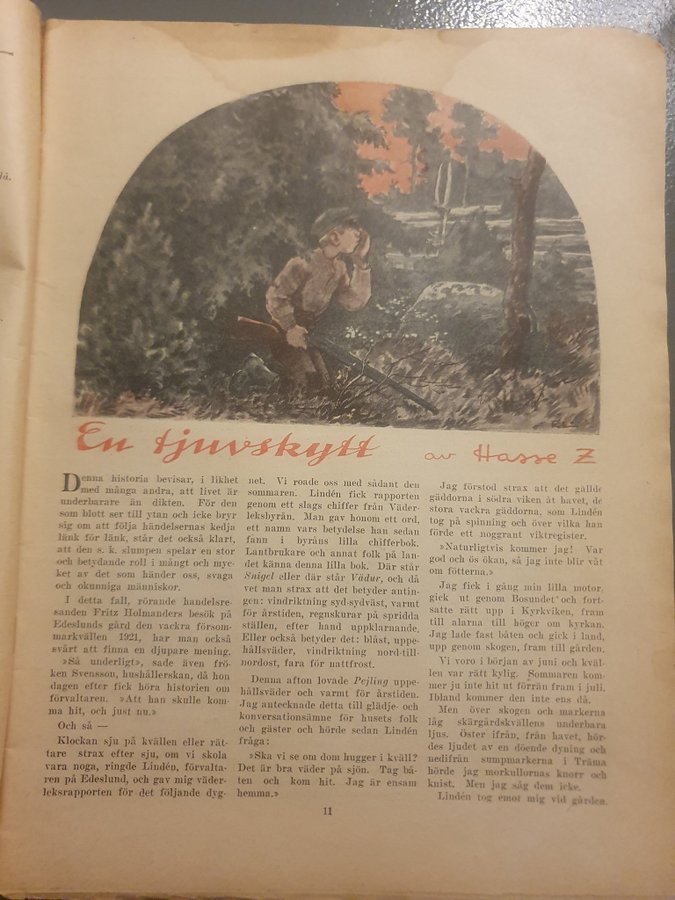 En tjuvskytt
av Hasse Z
Denna historia bevisar, i likhet
med många andra, att livet är
underbarare än dikten. För den
som blott ser till ytan och icke bryr
sig om att följa händelsernas kedja
länk för länk, står det också klart,
att den s. k. slumpen spelar en stor
och betydande roll i mångt och myc-
ket av det som händer oss, svaga
och okunniga människor.
I detta fall, rörande handelsre-
sanden Fritz Holmanders besök på
Edeslunds gård den vackra försom-
markvällen 1921, har man också
svårt att finna en djupare mening.
»Så underligt», sade även frö-
ken Svensson, hushållerskan, då hon
dagen efter fick höra historien om
förvaltaren. »Att han skulle kom-
ma hit, och just nu.»
Och så —
Klockan sju på kvällen eller rät-
tare strax efter sju, om vi skola
vara noga, ringde Lindén, förvalta-
ren på Edeslund, och gav mig väder-
leksrapporten för det följande dyg-
net. Vi roade oss med sådant den
sommaren. Lindén fick rapporten
genom ett slags chiffer från Väder-
leksbyrån. Man gav honom ett ord,
ett namn vars betydelse han sedan
fann i byråns lilla chifferbok.
Lantbrukare och annat folk på lan-
det känna denna lilla bok. Där står
Snigel eller där står Vädur, och då
vet man strax att det betyder antin-
gen: vindriktning syd-sydväst, varmt
för årstiden, regnskurar på spridda
ställen, efter hand uppklarnande.
Eller också betyder det: blåst, uppe-
hållsväder, vindriktning nord-till-
nordost, fara för nattfrost.
Denna afton lovade Pejling uppe-
hållsväder och varmt för årstiden.
Jag antecknade detta till glädje- och
konversationsämne för husets folk
och gäster och hörde sedan Lindén
fråga:
»Ska vi se om dom hugger i kväll?
Det är bra väder på sjön. Tag bå-
ten och kom hit. Jag är ensam
hemma.»
Jag förstod strax att det gällde
gäddorna i södra viken åt havet, de
stora vackra gäddorna, som Lindén
tog på spinning och över vilka han
förde ett noggrant viktregister.
»Naturligtvis kommer jag! Var
god och ös ökan, så jag inte blir våt
om fötterna.»
Jag fick i gång min lilla motor,
gick ut genom Bosundet och fort-
satte rätt upp i Kyrkviken, fram
till alarna till höger om kyrkan.
Jag lade fast båten och gick i land,
upp genom skogen, fram till gården.
Vi voro i början av juni och kväl-
len var rätt kylig. Sommaren kom-
mer ju inte hit ut förrän fram i juli.
Ibland kommer den inte ens då.
Men över skogen och markerna
låg skärgårdskvällens underbara
ljus. Öster ifrån, från havet, hör-
des ljudet av en döende dyning och
nedifrån sumpmarkerna i Träma
hörde jag morkullornas knorr och
knist. Men jag såg dem icke.
Lindén tog emot mig vid gården.
11